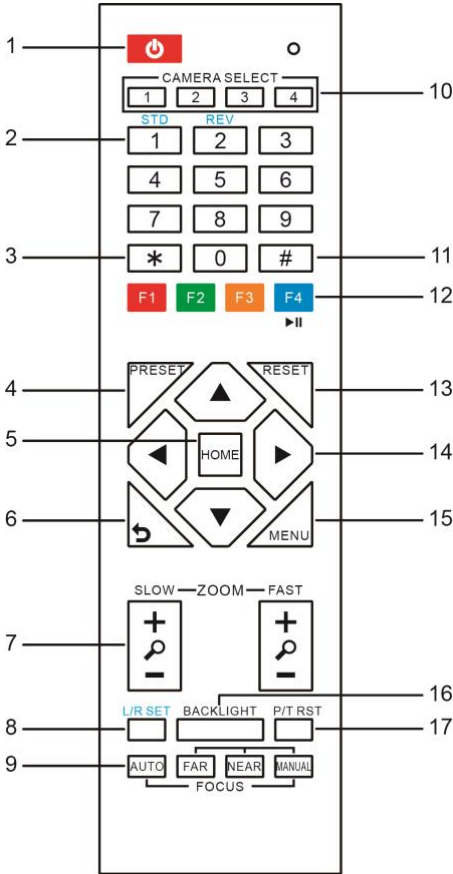 1
CAMERA SELECT
1 2 3 4
10
STD REV
2
1 2 3
4 5 6
7 8 9
3
* 0 #
11
F1 F2 F3 F4
12
4
PRESET RESET
13
5
HOME
14
6
MENU
15
SLOW ZOOM FAST
7
+ +
- -
16
L/R SET BACKLIGHT P/T RST
8
17
9
AUTO FAR NEAR MANUAL
FOCUS